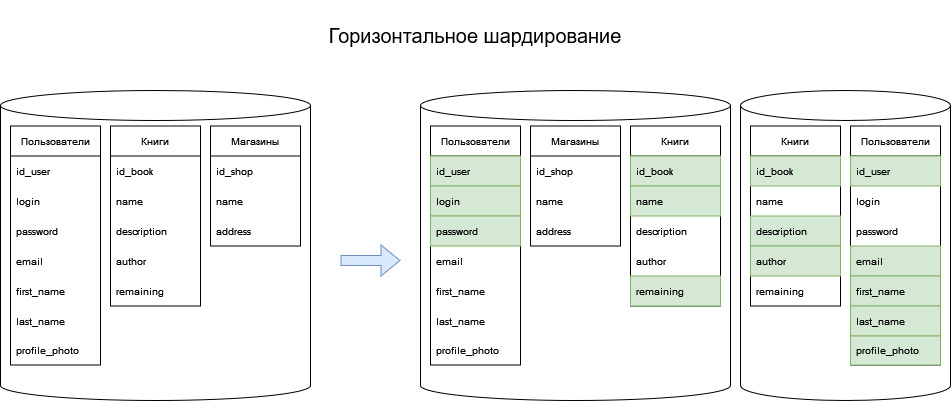 Горизонтальное шардирование
Пользователи
id_user
login
password
email
first_name
last_name
profile_photo
Книги
id_book
name
description
author
remaining
Магазины
id_shop
name
address
Пользователи
id_user
login
password
email
first_name
last_name
profile_photo
Магазины
id_shop
name
address
Книги
id_book
name
description
author
remaining
Книги
id_book
name
description
author
remaining
Пользователи
id_user
login
password
email
first_name
last_name
profile_photo